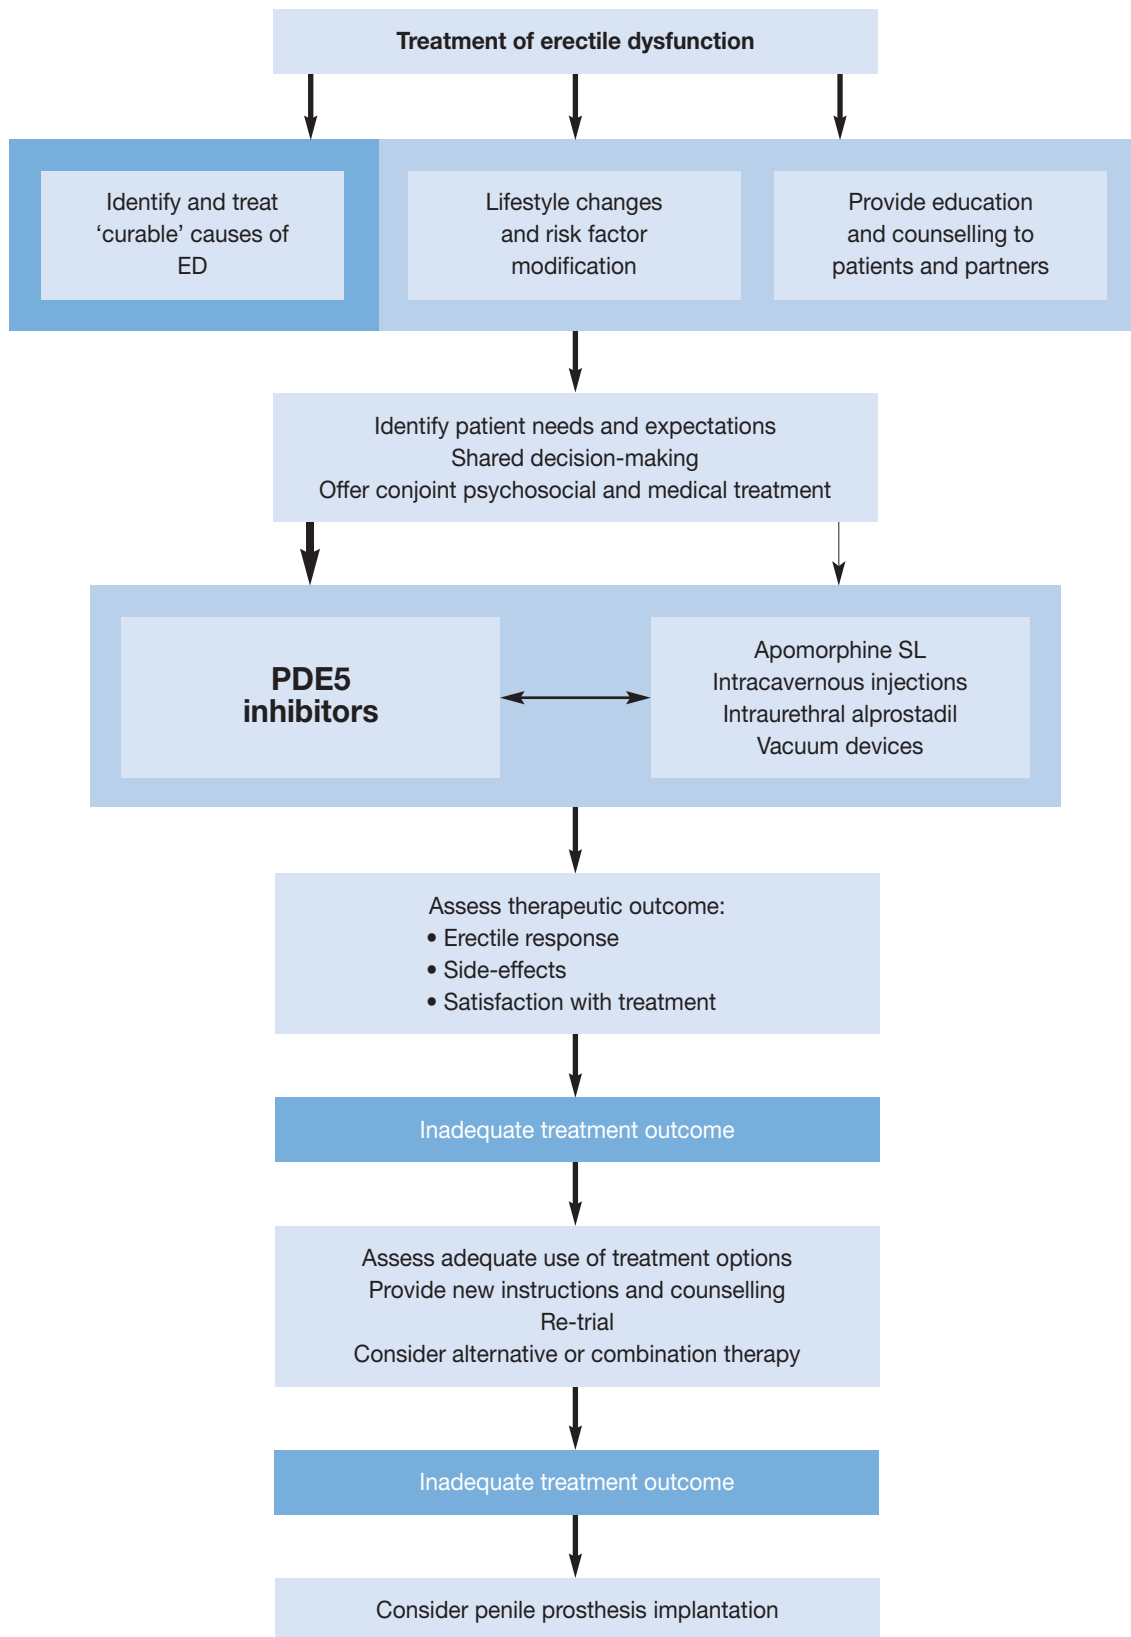 Treatment of erectile dysfunction
Identify and treat
‘curable’ causes of
ED
Lifestyle changes
and risk factor
modification
Provide education
and counselling to
patients and partners
Identify patient needs and expectations
Shared decision-making
Offer conjoint psychosocial and medical treatment
PDE5
inhibitors
Apomorphine SL
Intracavernous injections
Intraurethral alprostadil
Vacuum devices
Assess therapeutic outcome:
• Erectile response
• Side-effects
• Satisfaction with treatment
Inadequate treatment outcome
Assess adequate use of treatment options
Provide new instructions and counselling
Re-trial
Consider alternative or combination therapy
Inadequate treatment outcome
Consider penile prosthesis implantation